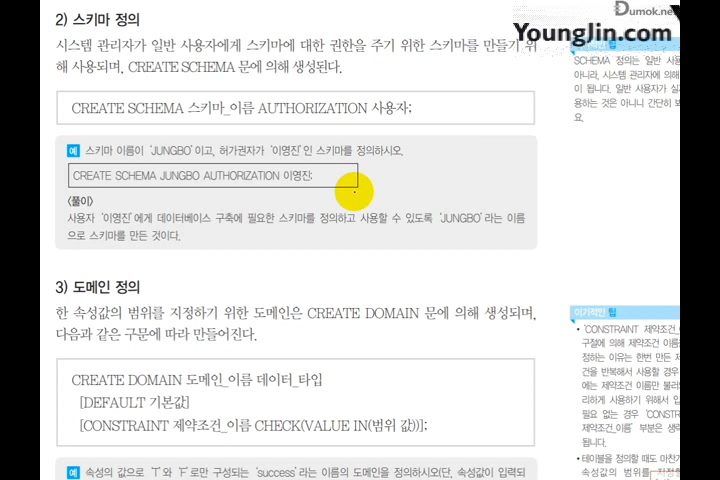 Dumok.ne
YoungJin.com
2) 스키마 정의
시스템 관리자가 일반 사용자에게 스키마에 대한 권한을 주기 위한 스키마를 만들기 위
해 사용되며, CREATE SCHEMA 문에 의해 생성된다.
CREATE SCHEMA 스키마_이름 AUTHORIZATION 사용자;
예 스키마 이름이 'JUNGBO'이고, 허가권자가 '이영진'인 스키마를 정의하시오.
CREATE SCHEMA JUNGBO AUTHORIZATION 이영진;
<풀이>
사용자 '이영진'에게 데이터베이스 구축에 필요한 스키마를 정의하고 사용할 수 있도록 'JUNGBO'라는 이름
으로 스키마를 만든 것이다.
3) 도메인 정의
한 속성값의 범위를 지정하기 위한 도메인은 CREATE DOMAIN 문에 의해 생성되며,
다음과 같은 구문에 따라 만들어진다.
CREATE DOMAIN 도메인_이름 데이터_타입
[DEFAULT 기본값]
[CONSTRAINT 제약조건_이름 CHECK(VALUE IN(범위 값))];
예 속성의 값으로 'T'와 'F'로만 구성되는 'success'라는 이름의 도메인을 정의하시오(단, 속성값이 입력되
SCHEMA 정의는 일반 사용
아니라, 시스템 관리자에 의해
이 됩니다. 일반 사용자가 실
용하는 것은 아니니 간단히 보
요.
이기적인 팁
• 'CONSTRAINT 제약조건_
구절에 의해 제약조건 이름을
정하는 이유는 한번 만든 제
건을 반복해서 사용할 경우
에는 제약조건 이름만 불러
리하게 사용하기 위해서 입
필요 없는 경우 'CONSTR
제약조건_이름' 부분은 생략
됩니다.
• 테이블을 정의할 때도 마찬가
속성값의 범위를 지정할